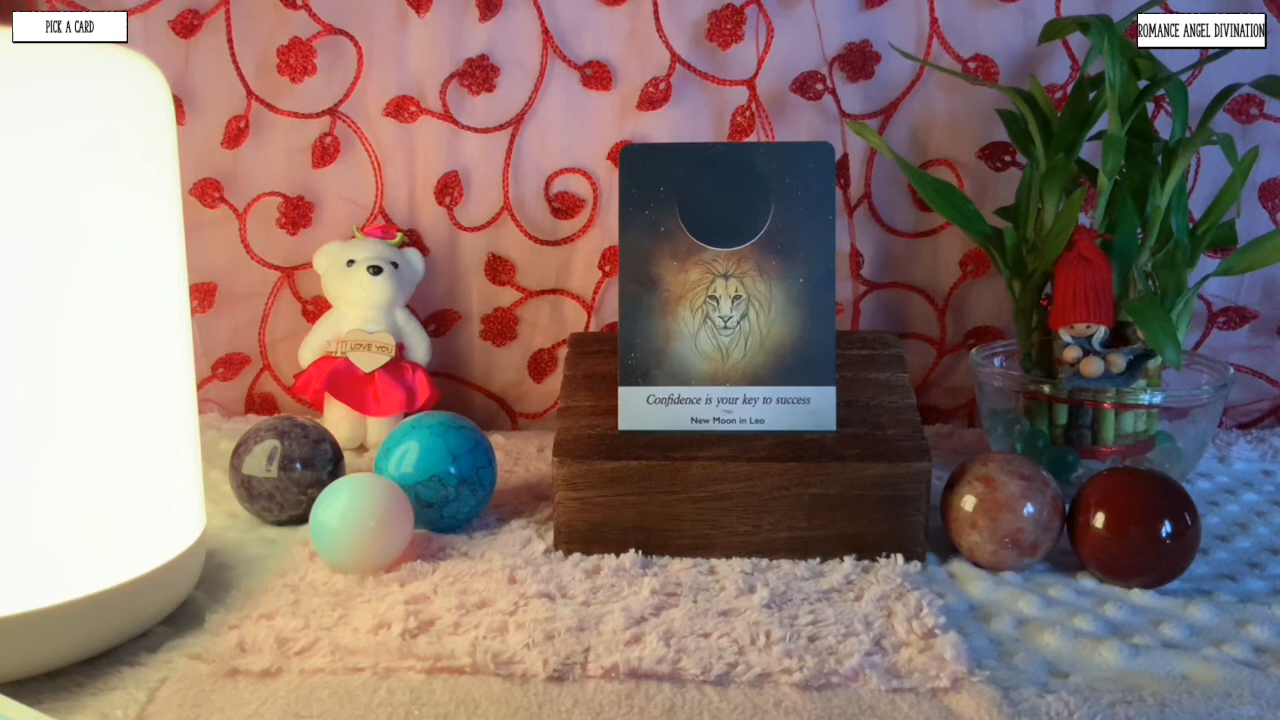 PICK A CARD
ROMANCE ANGEL DIVINATION
I LOVE YOU
Confidence is your key to success
New Moon in Leo